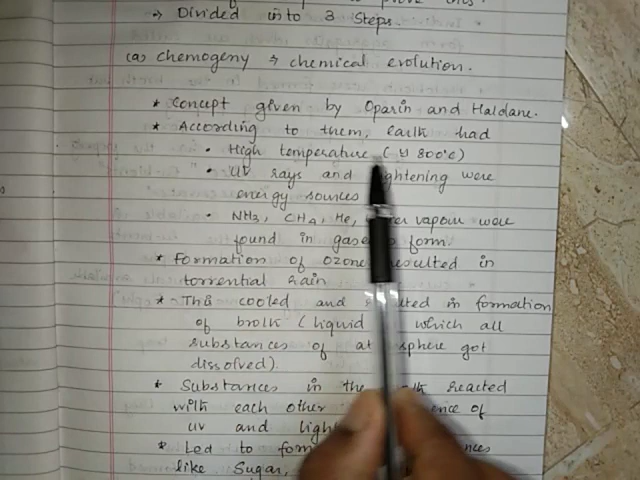 → Divided into 3 Steps.
(a) Chemogeny → chemical evolution.
* Concept given by Oparin and Haldane.
* According to them, earth had
• High temperature ( 800°c)
• UV rays and lightening were
energy sources
• NH3, CH4, He, vapour were
found in form.
* Formation of ozone resulted in
torrential rain
* This cooled and in formation
of broth (liquid which all
substances of got
dissolved).
* Substances in the reacted
with each other of
UV and
* Led to
like Sugar,